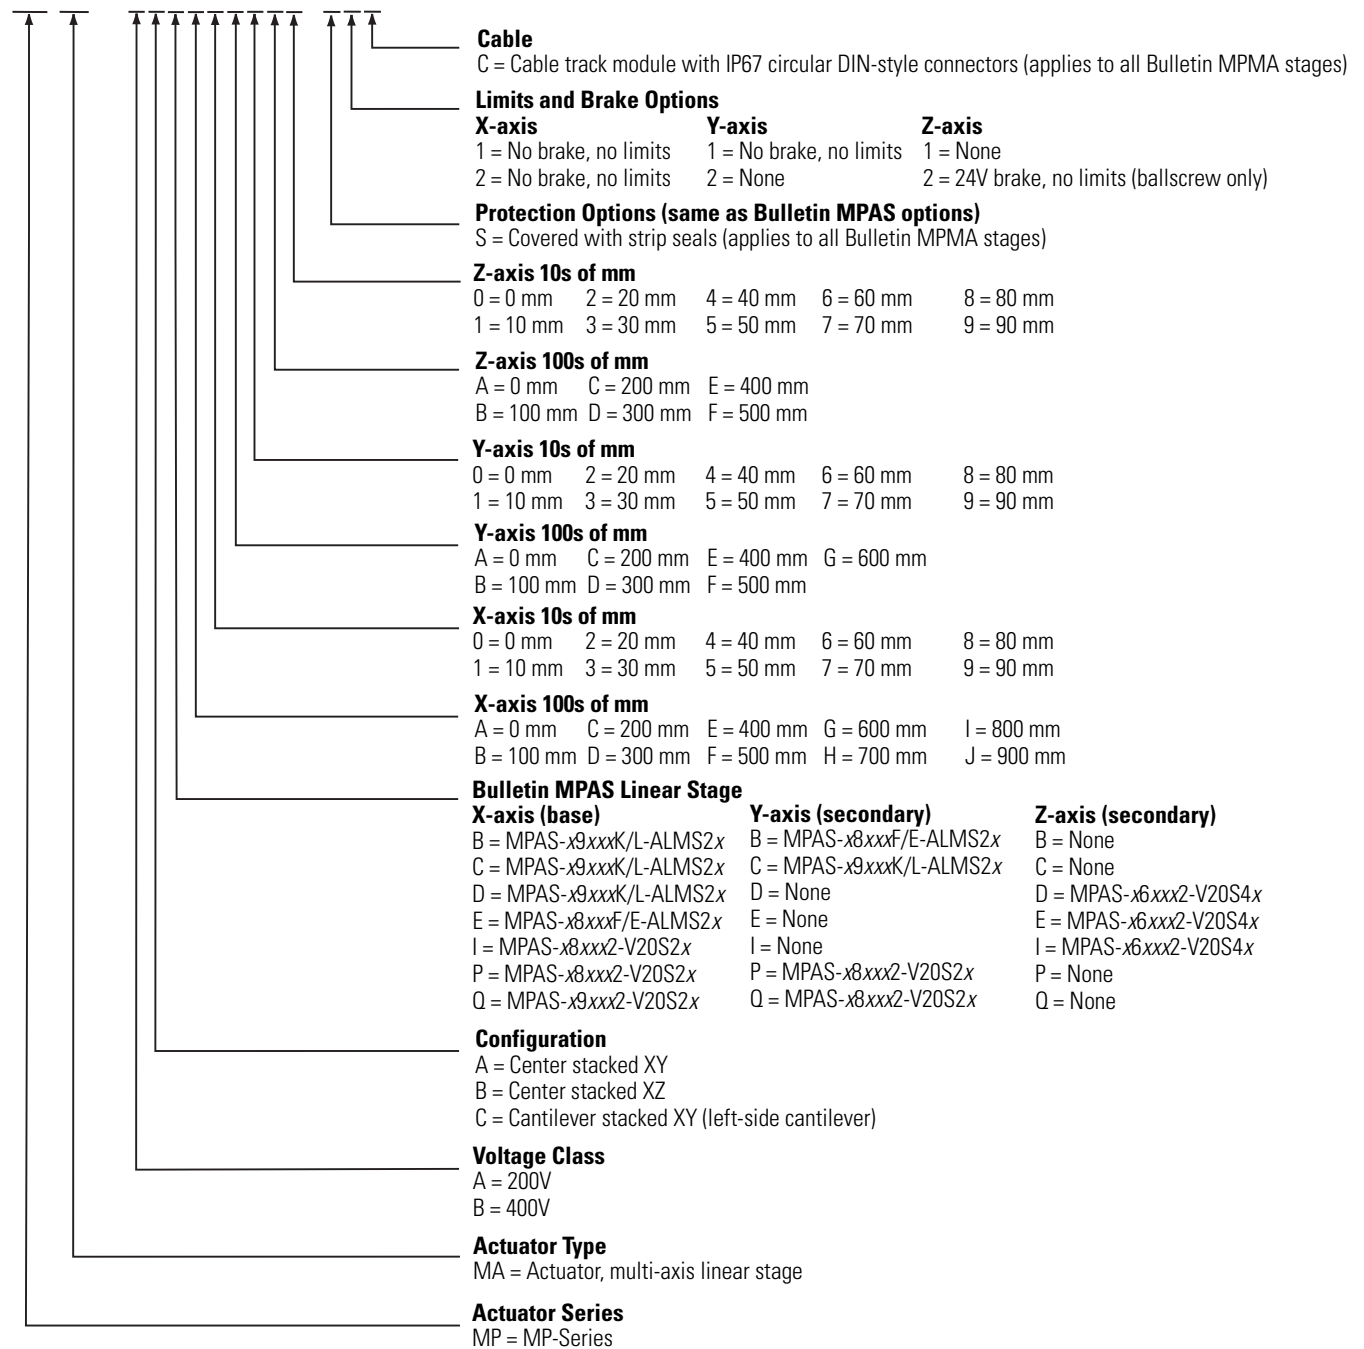 Cable
C = Cable track module with IP67 circular DIN-style connectors (applies to all Bulletin MPMA stages)
Limits and Brake Options
X-axis Y-axis Z-axis
1 = No brake, no limits 1 = No brake, no limits 1 = None
2 = No brake, no limits 2 = None 2 = 24V brake, no limits (ballscrew only)
Protection Options (same as Bulletin MPAS options)
S = Covered with strip seals (applies to all Bulletin MPMA stages)
Z-axis 10s of mm
0 = 0 mm 2 = 20 mm 4 = 40 mm 6 = 60 mm 8 = 80 mm
1 = 10 mm 3 = 30 mm 5 = 50 mm 7 = 70 mm 9 = 90 mm
Z-axis 100s of mm
A = 0 mm C = 200 mm E = 400 mm
B = 100 mm D = 300 mm F = 500 mm
Y-axis 10s of mm
0 = 0 mm 2 = 20 mm 4 = 40 mm 6 = 60 mm 8 = 80 mm
1 = 10 mm 3 = 30 mm 5 = 50 mm 7 = 70 mm 9 = 90 mm
Y-axis 100s of mm
A = 0 mm C = 200 mm E = 400 mm G = 600 mm
B = 100 mm D = 300 mm F = 500 mm
X-axis 10s of mm
0 = 0 mm 2 = 20 mm 4 = 40 mm 6 = 60 mm 8 = 80 mm
1 = 10 mm 3 = 30 mm 5 = 50 mm 7 = 70 mm 9 = 90 mm
X-axis 100s of mm
A = 0 mm C = 200 mm E = 400 mm G = 600 mm I = 800 mm
B = 100 mm D = 300 mm F = 500 mm H = 700 mm J = 900 mm
Bulletin MPAS Linear Stage
X-axis (base) Y-axis (secondary) Z-axis (secondary)
B = MPAS-x9xxxK/L-ALMS2x B = MPAS-x8xxxF/E-ALMS2x B = None
C = MPAS-x9xxxK/L-ALMS2x C = MPAS-x9xxxK/L-ALMS2x C = None
D = MPAS-x9xxxK/L-ALMS2x D = None D = MPAS-x6xxx2-V20S4x
E = MPAS-x8xxxF/E-ALMS2x E = None E = MPAS-x6xxx2-V20S4x
I = MPAS-x8xxx2-V20S2x I = None I = MPAS-x6xxx2-V20S4x
P = MPAS-x8xxx2-V20S2x P = MPAS-x8xxx2-V20S2x P = None
Q = MPAS-x9xxx2-V20S2x Q = MPAS-x8xxx2-V20S2x Q = None
Configuration
A = Center stacked XY
B = Center stacked XZ
C = Cantilever stacked XY (left-side cantilever)
Voltage Class
A = 200V
B = 400V
Actuator Type
MA = Actuator, multi-axis linear stage
Actuator Series
MP = MP-Series